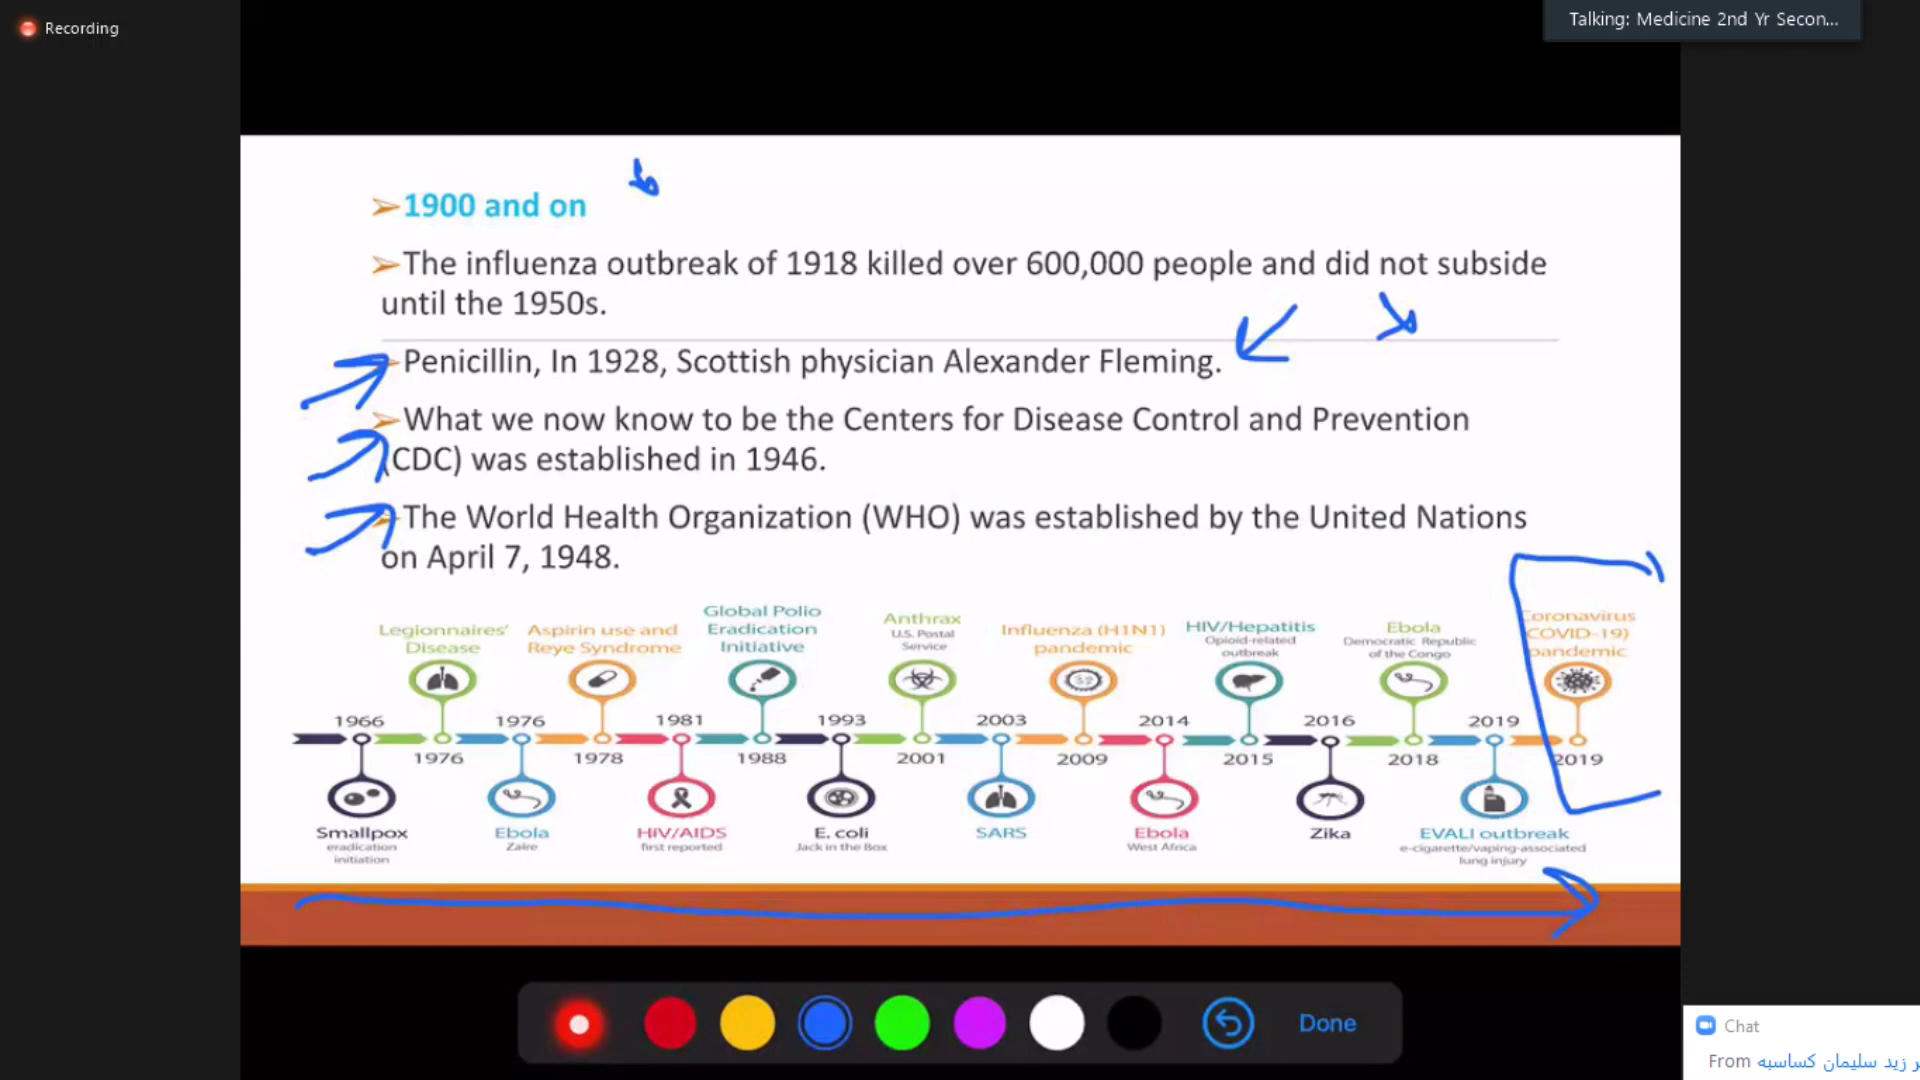 Recording
Talking: Medicine 2nd Yr Secon...
1900 and on
The influenza outbreak of 1918 killed over 600,000 people and did not subside
until the 1950s.
Penicillin, In 1928, Scottish physician Alexander Fleming.
What we now know to be the Centers for Disease Control and Prevention
(CDC) was established in 1946.
The World Health Organization (WHO) was established by the United Nations
on April 7, 1948.
Legionnaires'
Disease
Aspirin use and
Reye Syndrome
Global Polio
Eradication
Initiative
Anthrax
U.S. Postal
Service
Influenza (H1N1)
pandemic
HIV/Hepatitis
Opioid-related
outbreak
Ebola
Democratic Republic
of the Congo
Coronavirus
(COVID-19)
pandemic
1966 1976 1981 1993 2003 2014 2016 2019
1976 1978 1988 2001 2009 2015 2018 2019
Smallpox
eradication
initiation
Ebola
Zaire
HIV/AIDS
first reported
E. coli
Jack in the Box
SARS
Ebola
West Africa
Zika
EVALI outbreak
e-cigarette/vaping-associated
lung injury
Done
Chat
From ر زيد سليمان كساسبه